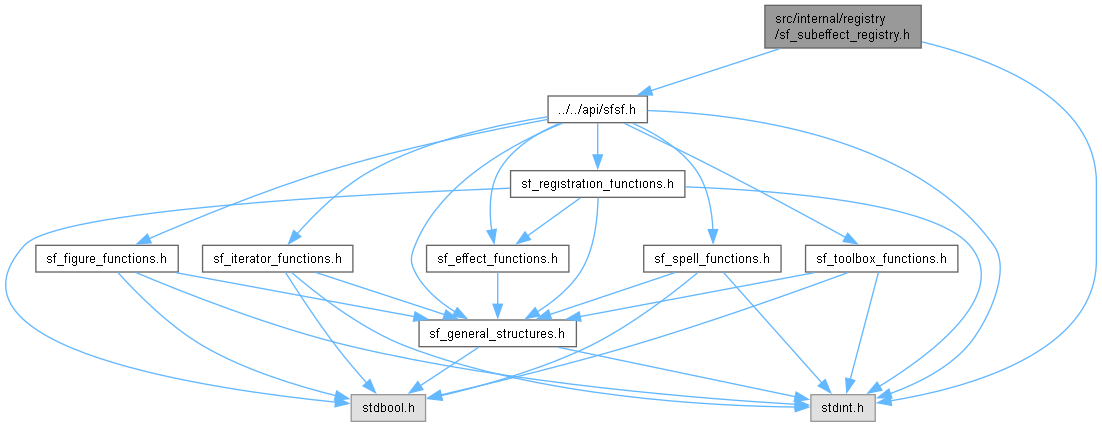 src/internal/registry
/sf_subeffect_registry.h
../../api/sfsf.h
sf_registration_functions.h
sf_figure_functions.h
sf_iterator_functions.h
sf_effect_functions.h
sf_spell_functions.h
sf_toolbox_functions.h
sf_general_structures.h
stdbool.h
stdint.h